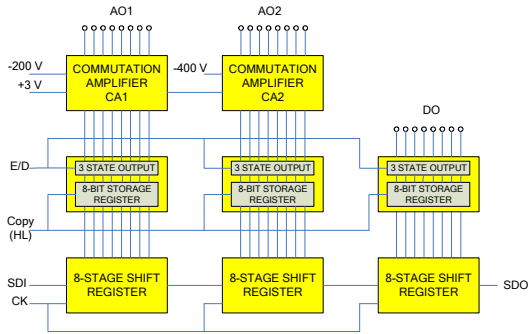 AO1
AO2
-200 V
+3 V
COMMUTATION
AMPLIFIER
CA1
-400 V
COMMUTATION
AMPLIFIER
CA2
DO
E/D
3 STATE OUTPUT
8-BIT STORAGE
REGISTER
3 STATE OUTPUT
8-BIT STORAGE
REGISTER
3 STATE OUTPUT
8-BIT STORAGE
REGISTER
Copy
(HL)
SDI
CK
8-STAGE SHIFT
REGISTER
8-STAGE SHIFT
REGISTER
8-STAGE SHIFT
REGISTER
SDO